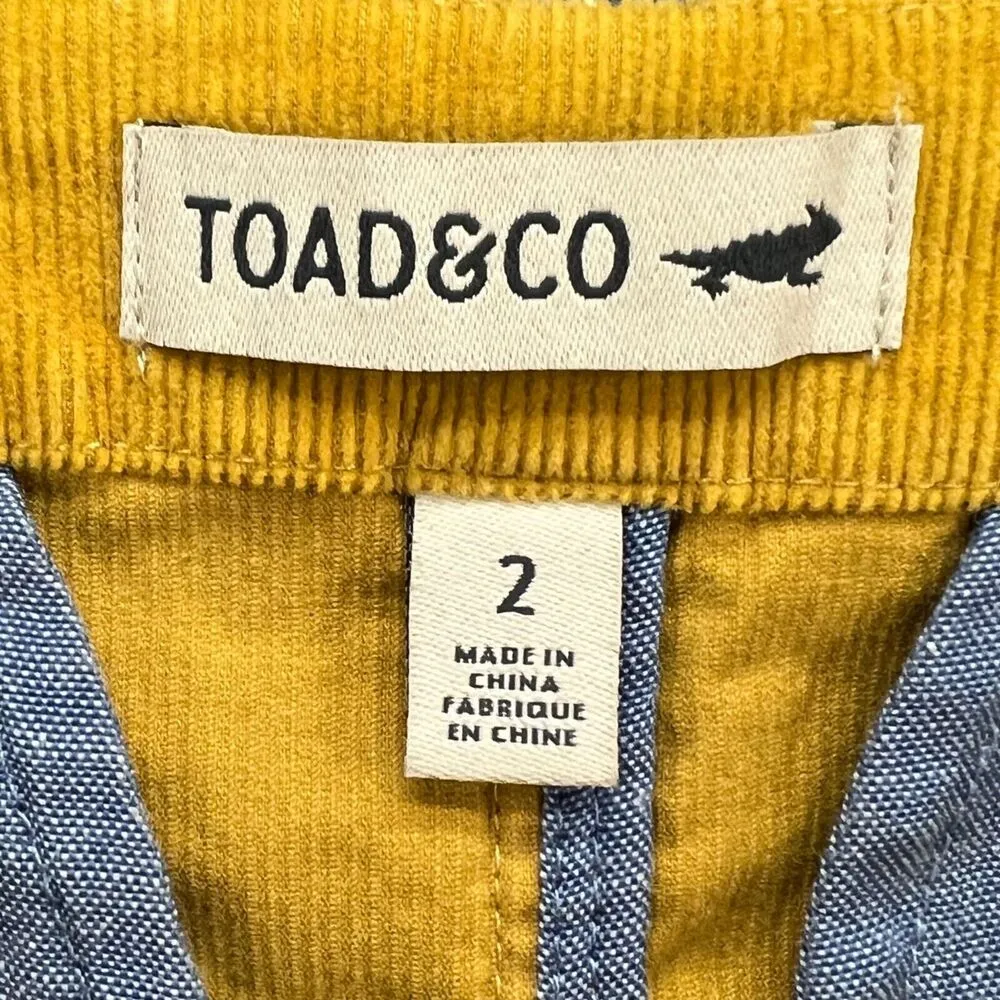 TOAD&CO
2
MADE IN
CHINA
FABRIQUE
EN CHINE